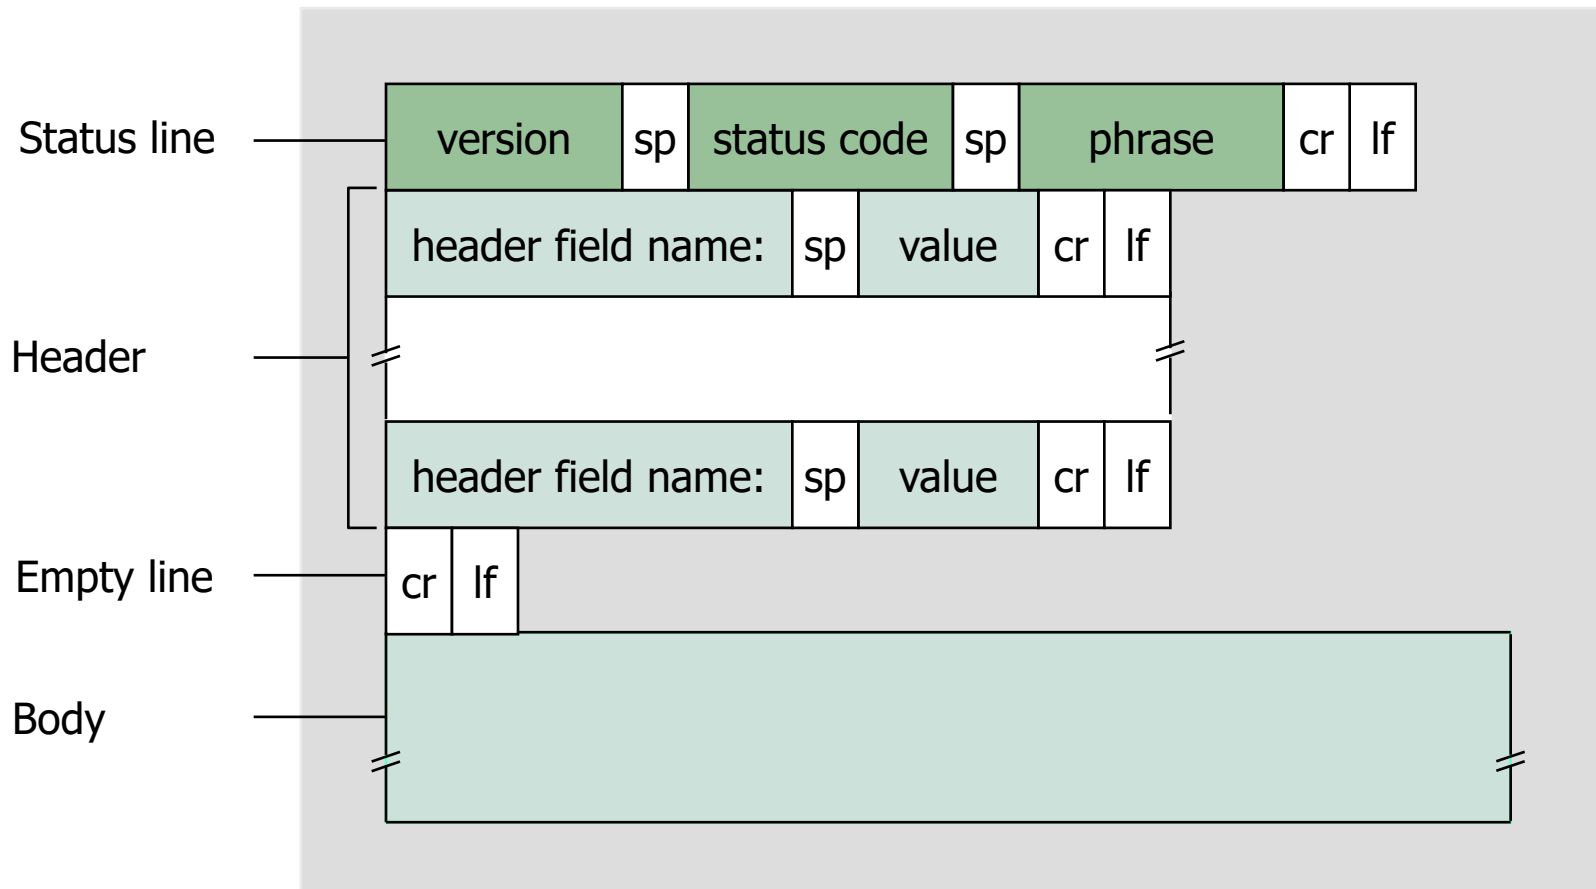 Status line version sp status code sp phrase cr lf
header field name: sp value cr lf
Header
header field name: sp value cr lf
Empty line cr lf
Body